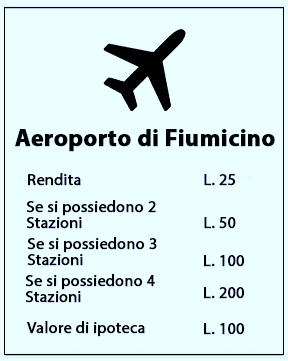 Aeroporto di Fiumicino
Rendita L. 25
Se si possiedono 2
Stazioni L. 50
Se si possiedono 3
Stazioni L. 100
Se si possiedono 4
Stazioni L. 200
Valore di ipoteca L. 100